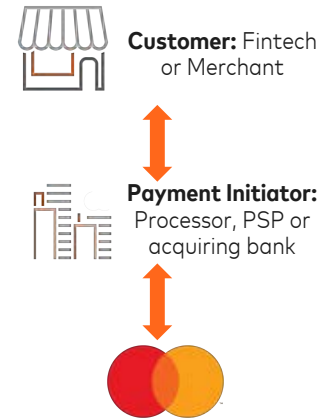 Customer: Fintech
or Merchant
Payment Initiator:
Processor, PSP or
acquiring bank